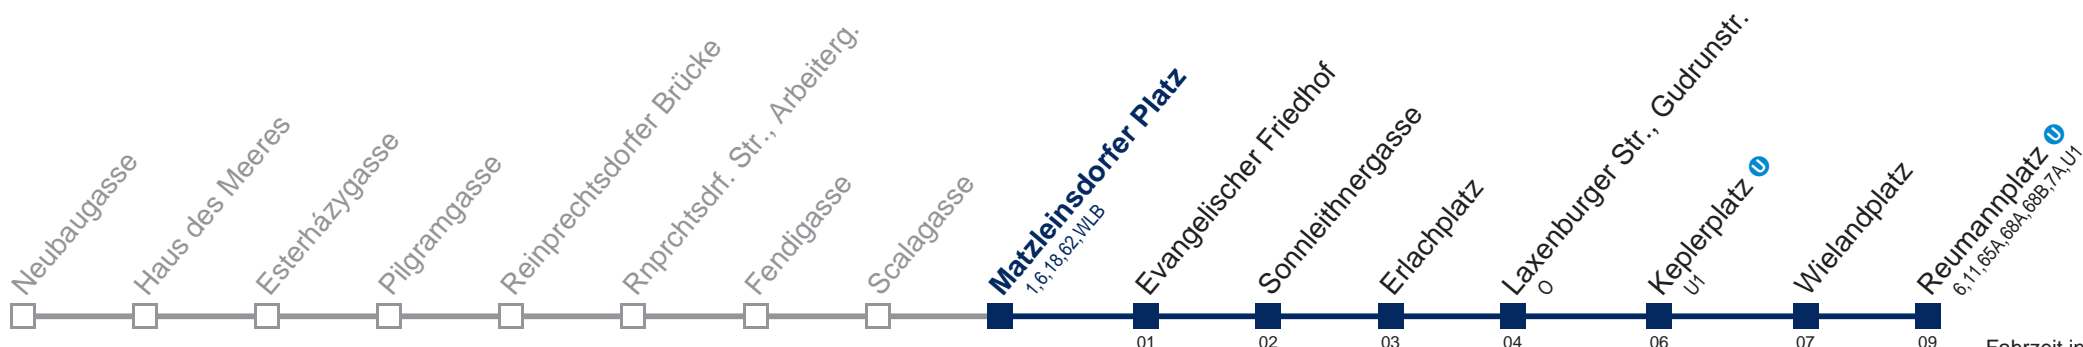 Neubaugasse
Haus des Meeres
Esterházygasse
Pilgramgasse
Reinprechtsdorfer Brücke
Rnprchtsdrf. Str., Arbeiterg.
Fendigasse
Scalagasse
Matzleinsdorfer Platz
1,6,18,62,WLB
Evangelischer Friedhof
Sonnleithnergasse
Erlachplatz
Laxenburger Str., Gudrunstr.
O
Keplerplatz U
U1
Wielandplatz
Reumannplatz U
6,11,65A,68A,68B,7A,U1
01 02 03 04 06 07 09
Fahrzeit in